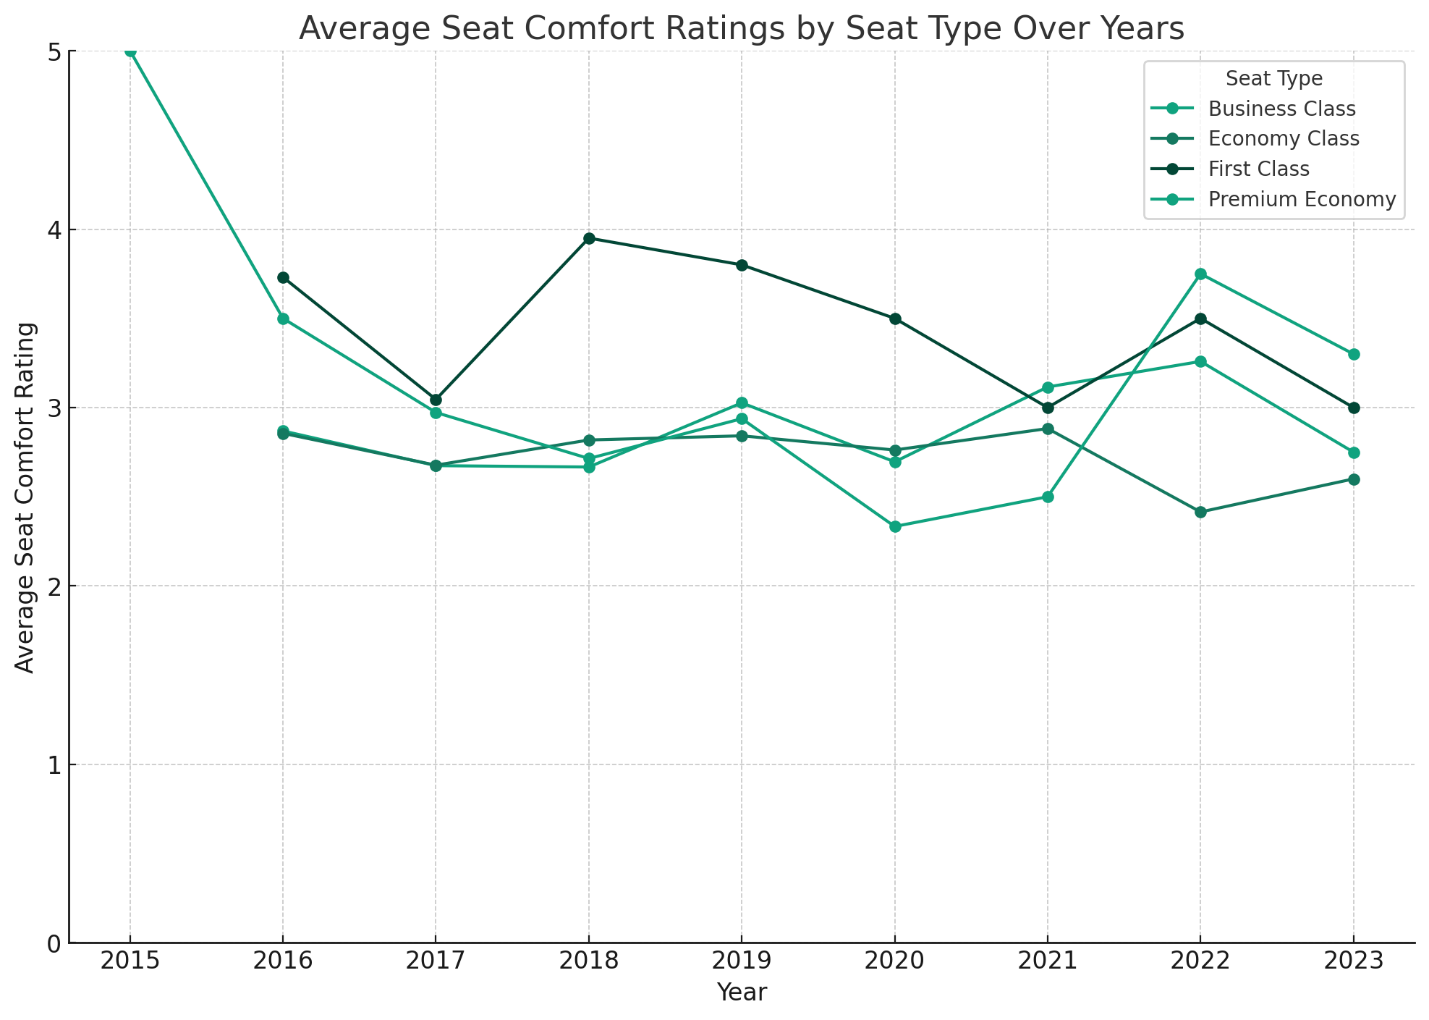 Average Seat Comfort Ratings by Seat Type Over Years
Seat Type
Business Class
Economy Class
First Class
Premium Economy
Average Seat Comfort Rating
5
4
3
2
1
0
2015 2016 2017 2018 2019 2020 2021 2022 2023
Year